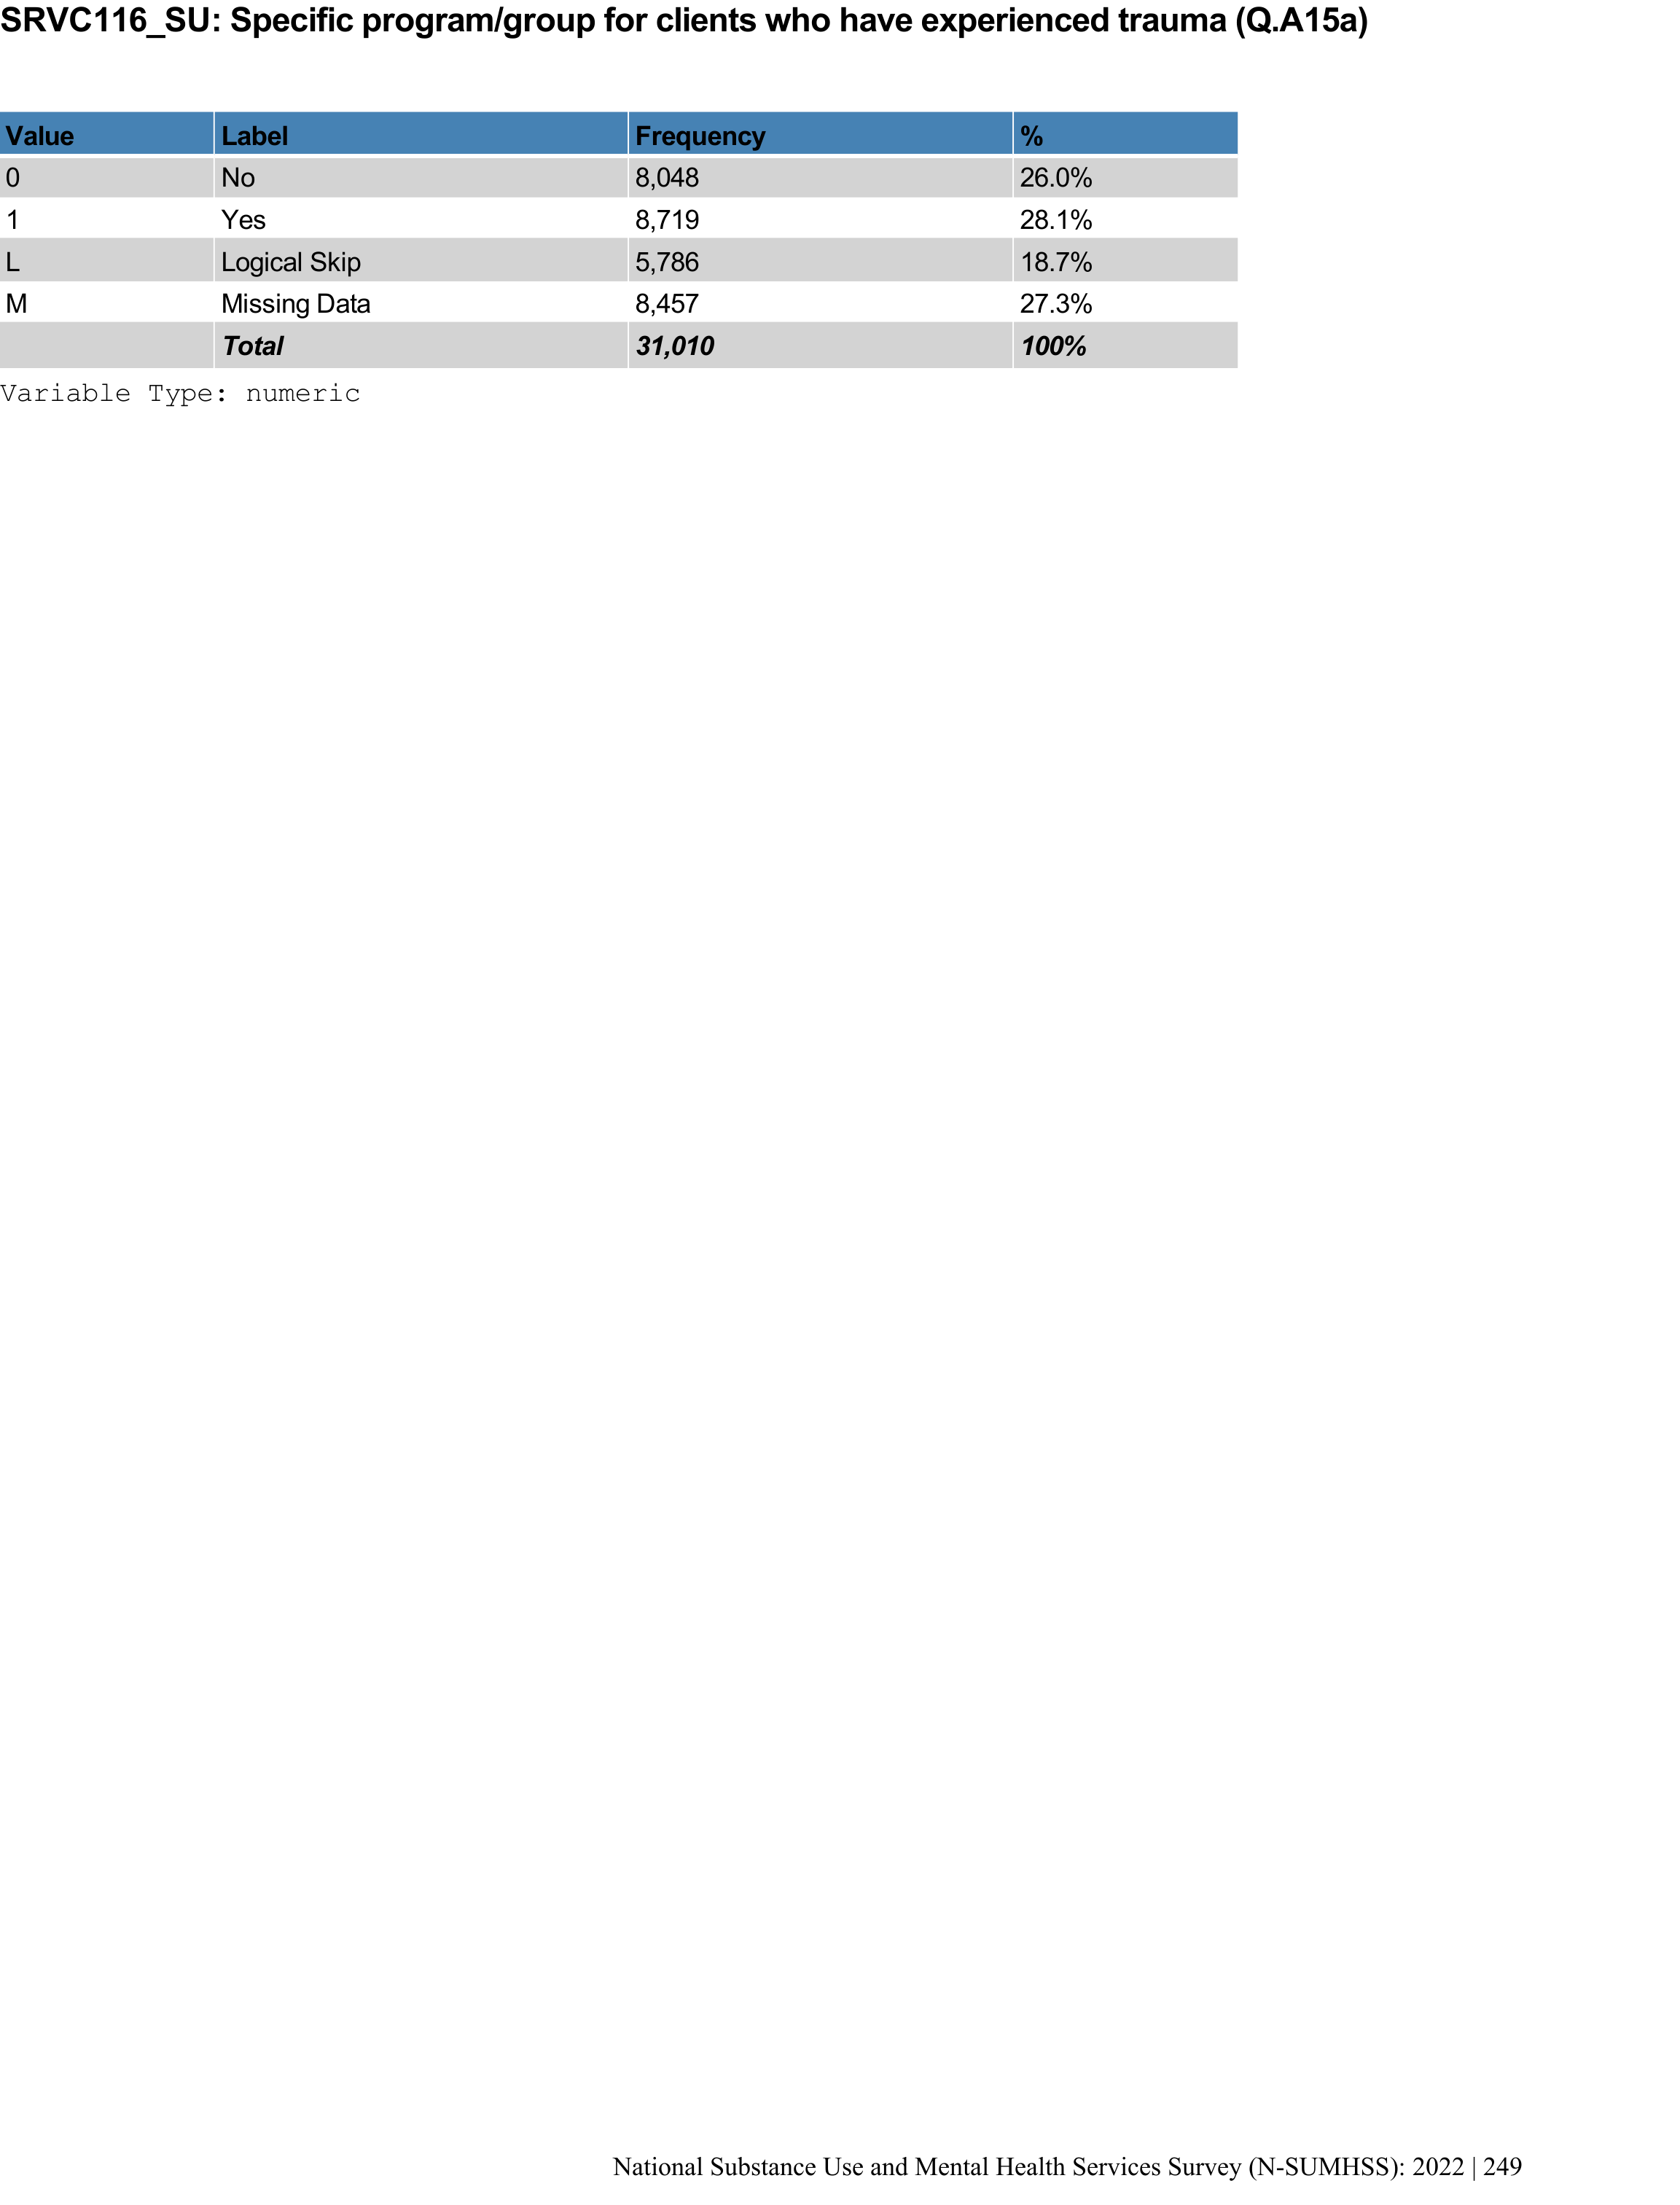 SRVC116_SU: Specific program/group for clients who have experienced trauma (Q.A15a)
Value Label Frequency %
0 No 8,048 26.0%
1 Yes 8,719 28.1%
L Logical Skip 5,786 18.7%
M Missing Data 8,457 27.3%
Total 31,010 100%
Variable Type: numeric
National Substance Use and Mental Health Services Survey (N-SUMHSS): 2022 | 249